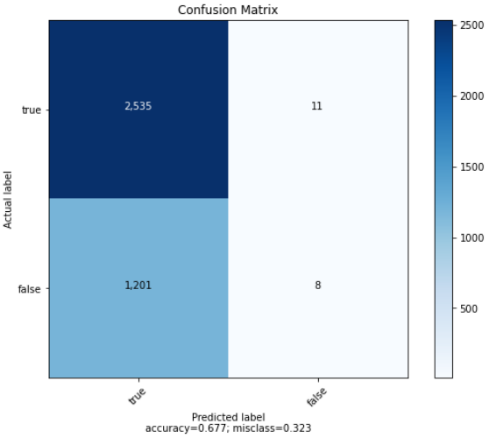 Confusion Matrix
2500
true
2,535
11
2000
Actual label
1500
1000
false
1,201
8
500
true
false
Predicted label
accuracy=0.677; misclass=0.323